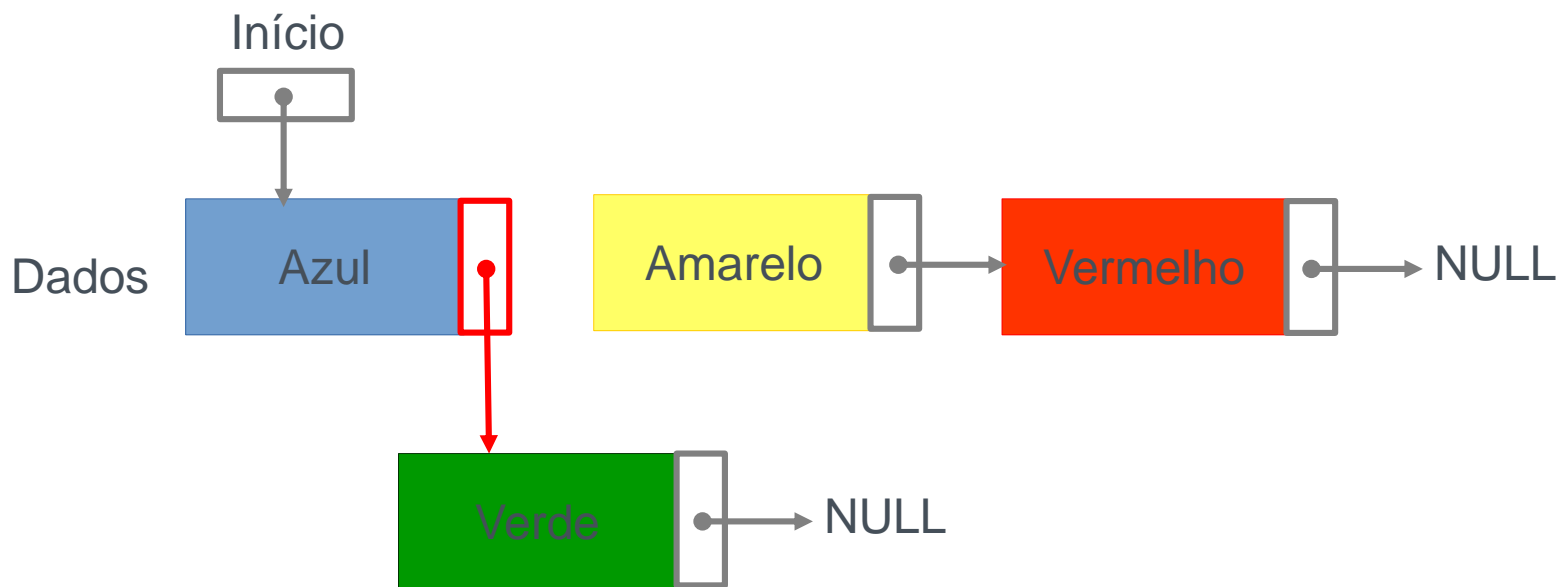 Início
Dados
Azul
Amarelo
Vermelho
NULL
Verde
NULL